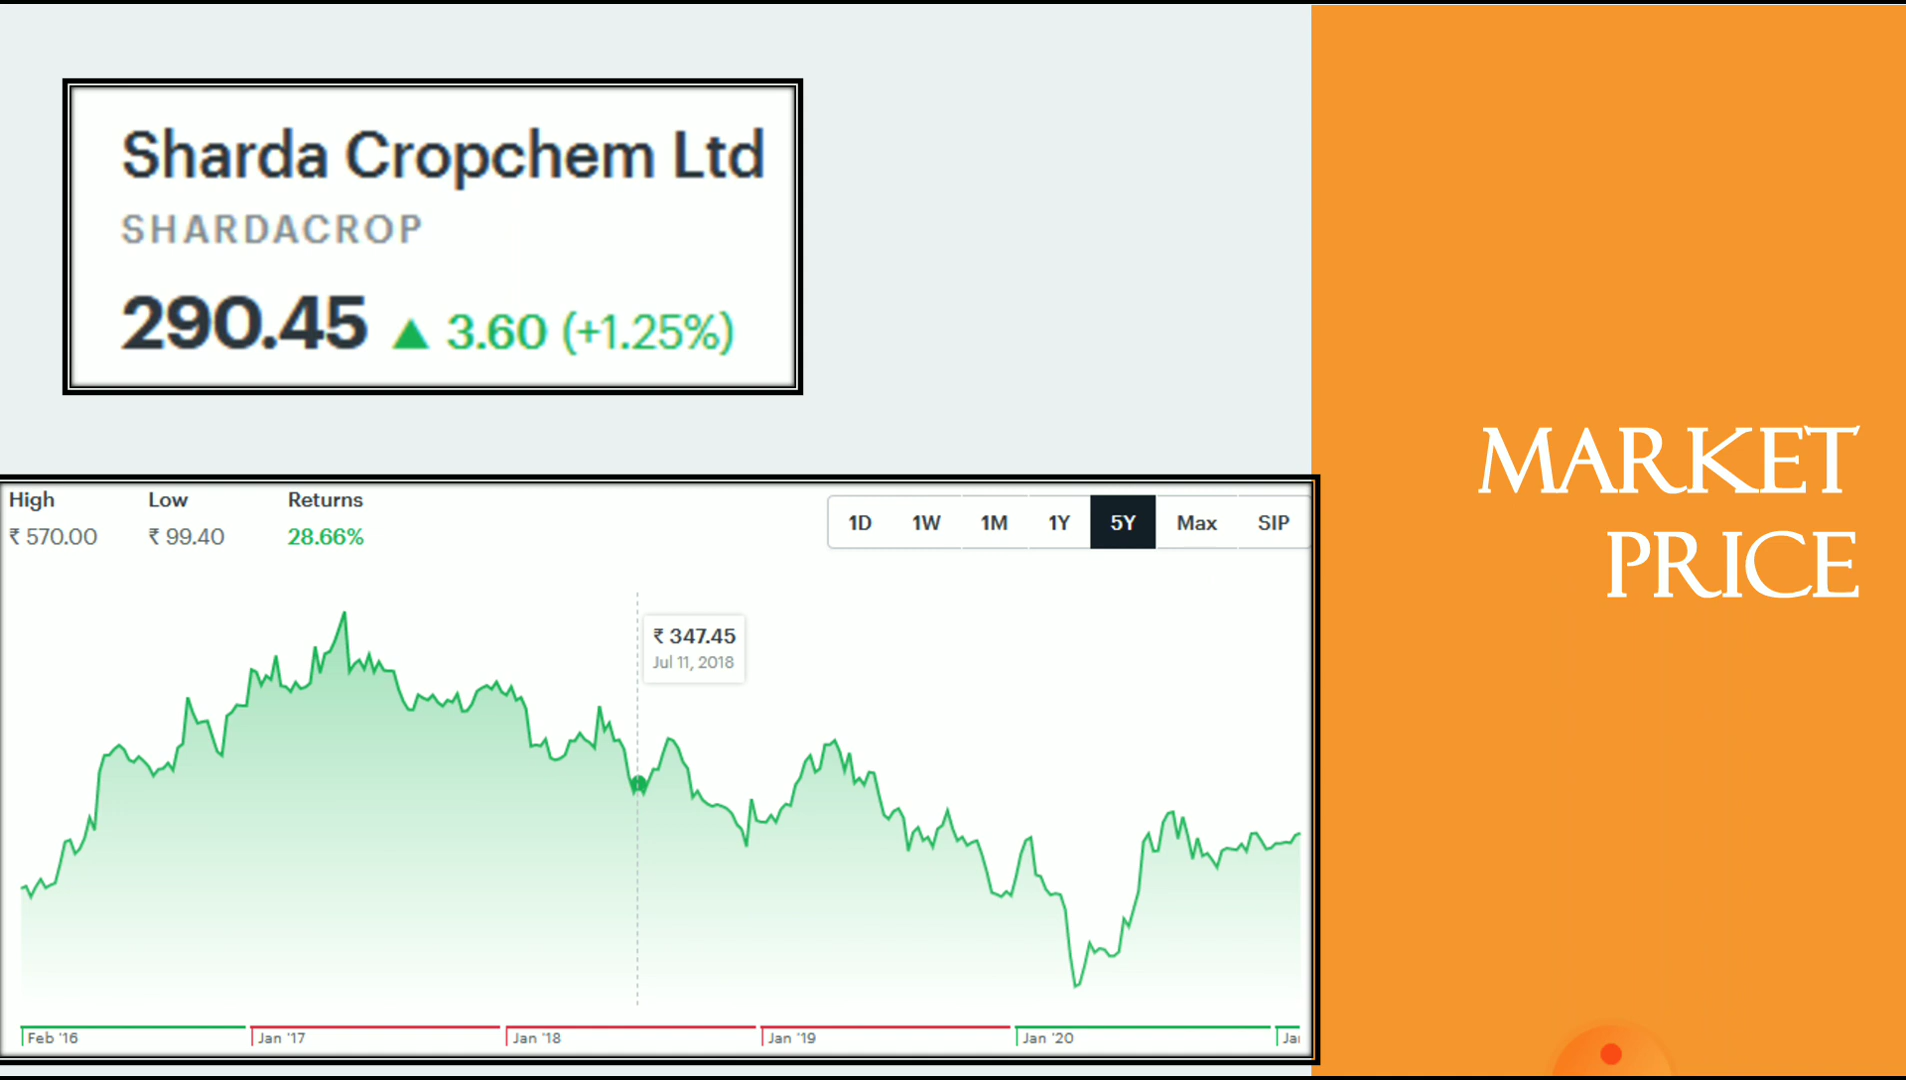 Sharda Cropchem Ltd
SHARDACROP
290.45 ▲ 3.60 (+1.25%)
MARKET
PRICE
High Low Returns
₹ 570.00 ₹ 99.40 28.66%
1D 1W 1M 1Y 5Y Max SIP
₹ 347.45
Jul 11, 2018
Feb '16 Jan '17 Jan '18 Jan '19 Jan '20